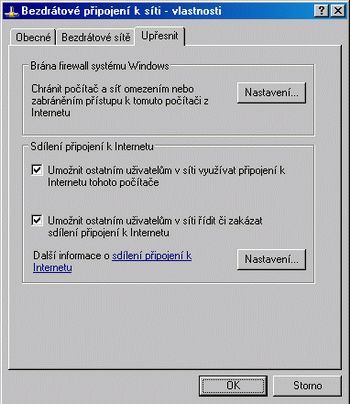 Bezdrátové připojení k síti - vlastnosti
Obecné Bezdrátové sítě Upřesnit
Brána firewall systému Windows
Chránit počítač a síť omezením nebo
zabráněním přístupu k tomuto počítači z
Internetu
Nastavení...
Sdílení připojení k Internetu
Umožnit ostatním uživatelům v síti využívat připojení k
Internetu tohoto počítače
Umožnit ostatním uživatelům v síti řídit či zakázat
sdílení připojení k Internetu
Další informace o sdílení připojení k
Internetu
Nastavení...
OK Storno